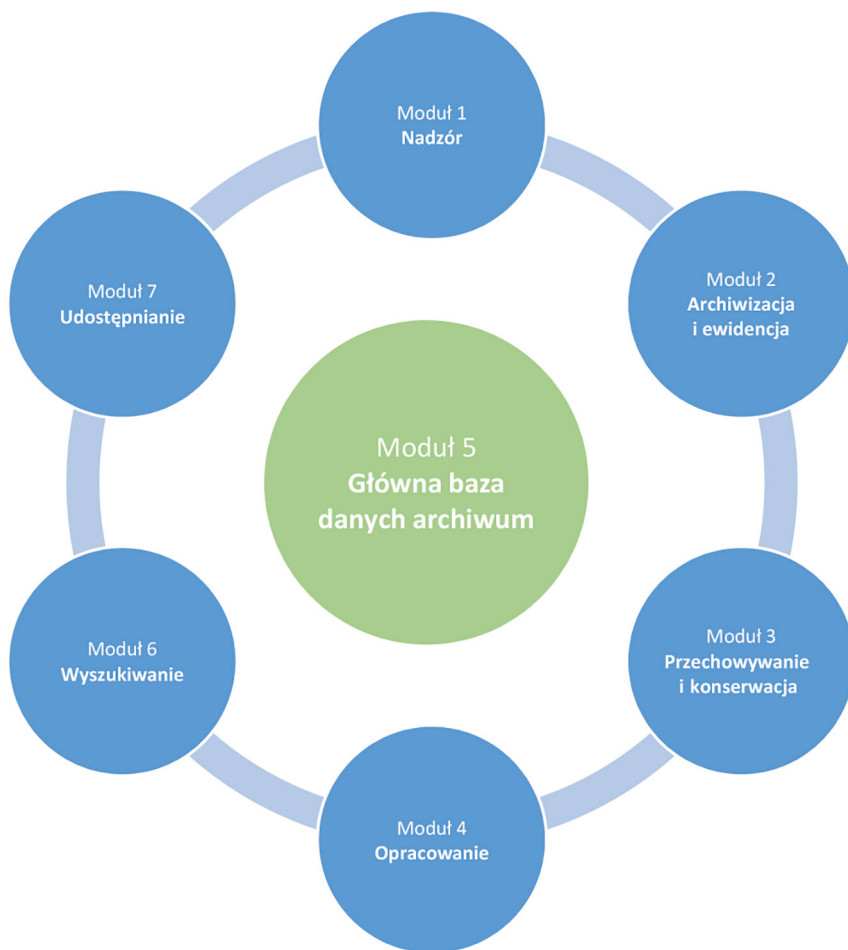 Moduł 1
Nadzór
Moduł 2
Archiwizacja
i ewidencja
Moduł 3
Przechowywanie
i konserwacja
Moduł 4
Opracowanie
Moduł 5
Główna baza
danych archiwum
Moduł 6
Wyszukiwanie
Moduł 7
Udostępnianie